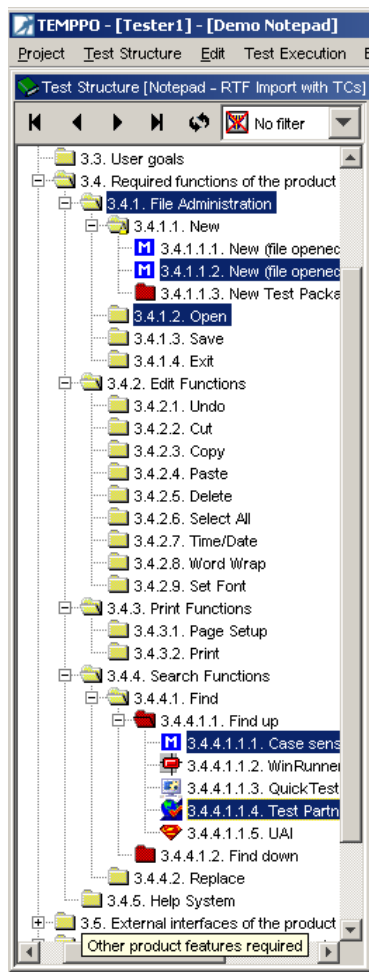 TEMPPO - [Tester1] - [Demo Notepad]
Project Test Structure Edit Test Execution E
Test Structure [Notepad - RTF Import with TCs]
No filter
3.3. User goals
3.4. Required functions of the product
3.4.1. File Administration
3.4.1.1. New
M 3.4.1.1.1. New (file openec
M 3.4.1.1.2. New (file openec
3.4.1.1.3. New Test Packa
3.4.1.2. Open
3.4.1.3. Save
3.4.1.4. Exit
3.4.2. Edit Functions
3.4.2.1. Undo
3.4.2.2. Cut
3.4.2.3. Copy
3.4.2.4. Paste
3.4.2.5. Delete
3.4.2.6. Select All
3.4.2.7. Time/Date
3.4.2.8. Word Wrap
3.4.2.9. Set Font
3.4.3. Print Functions
3.4.3.1. Page Setup
3.4.3.2. Print
3.4.4. Search Functions
3.4.4.1. Find
3.4.4.1.1. Find up
M 3.4.4.1.1.1. Case sens
3.4.4.1.1.2. WinRunner
3.4.4.1.1.3. QuickTest
3.4.4.1.1.4. Test Partn
3.4.4.1.1.5. UAI
3.4.4.1.2. Find down
3.4.4.2. Replace
3.4.5. Help System
3.5. External interfaces of the product
Other product features required